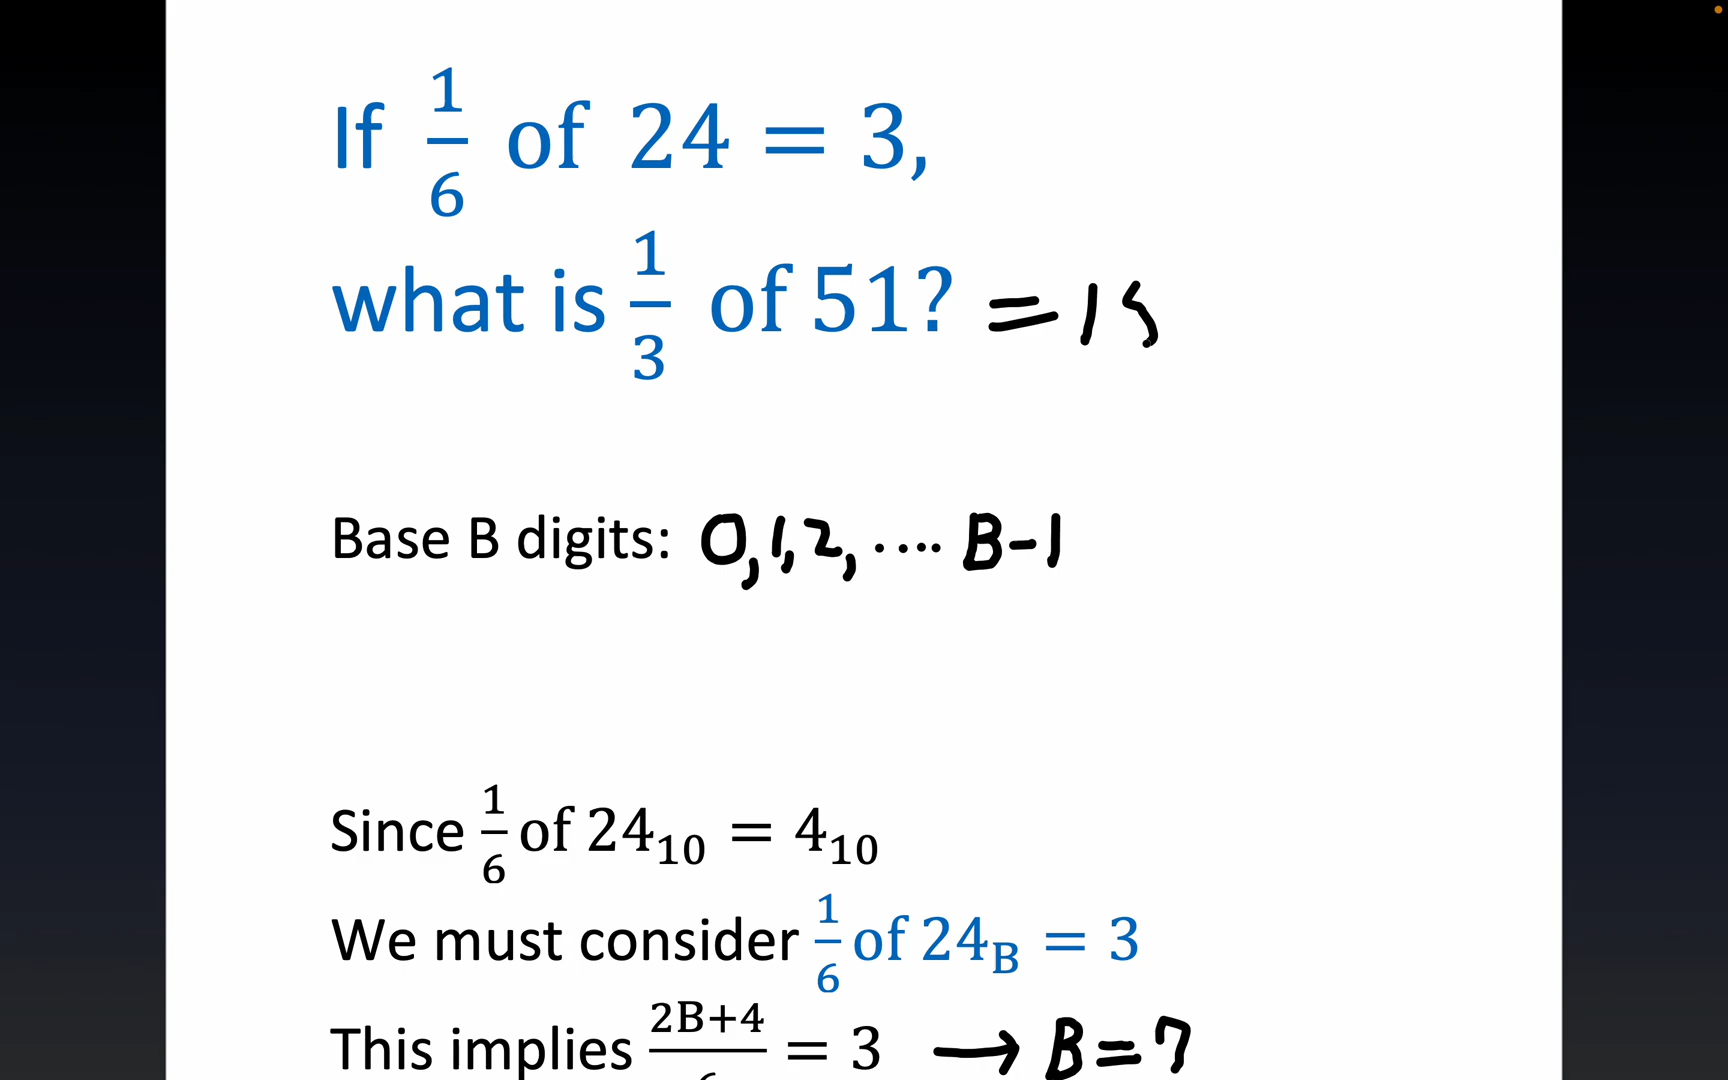 If 1/6 of 24 = 3,
what is 1/3 of 51? = 15
Base B digits: 0,1,2, .... B-1
Since 1/6 of 24₁₀ = 4₁₀
We must consider 1/6 of 24_B = 3
This implies (2B+4)/6 = 3 → B=7